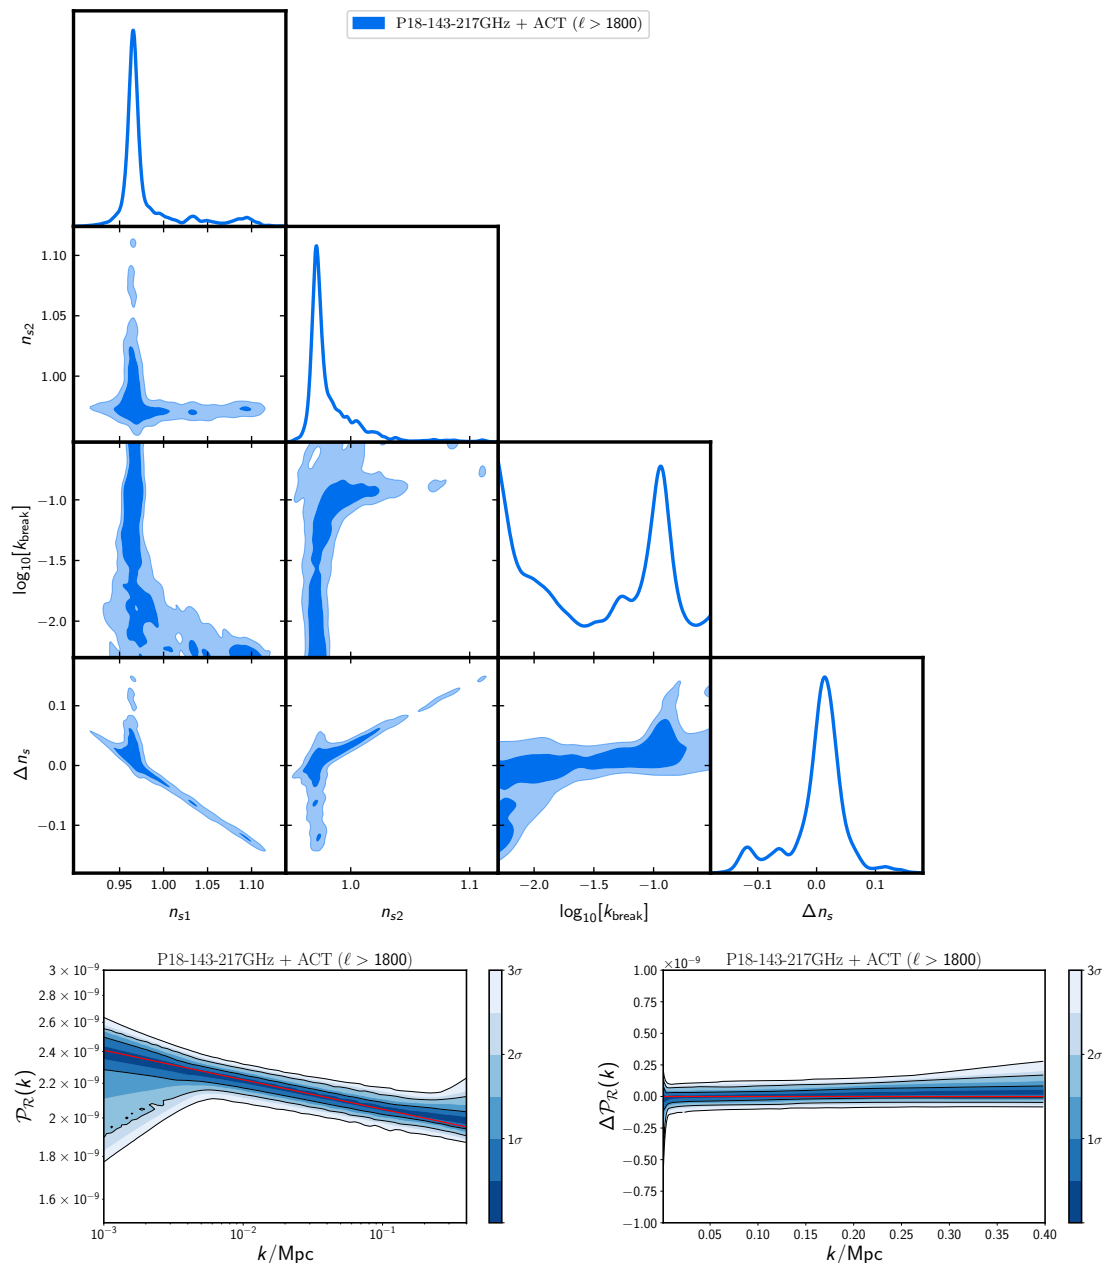 P18-143-217GHz + ACT (ℓ > 1800)
1.10
1.05
1.00
n_{s2}
−1.0
−1.5
−2.0
log₁₀[k_break]
0.1
0.0
−0.1
Δn_s
0.95 1.00 1.05 1.10
1.0 1.1
−2.0 −1.5 −1.0
−0.1 0.0 0.1
n_{s1} n_{s2} log₁₀[k_break] Δn_s
P18-143-217GHz + ACT (ℓ > 1800)
3 × 10⁻⁹
2.8 × 10⁻⁹
2.6 × 10⁻⁹
2.4 × 10⁻⁹
2.2 × 10⁻⁹
2 × 10⁻⁹
1.8 × 10⁻⁹
1.6 × 10⁻⁹
𝒫_ℛ(k)
10⁻³ 10⁻² 10⁻¹
k/Mpc
3σ
2σ
1σ
P18-143-217GHz + ACT (ℓ > 1800)
×10⁻⁹
1.00
0.75
0.50
0.25
0.00
−0.25
−0.50
−0.75
−1.00
Δ𝒫_ℛ(k)
0.05 0.10 0.15 0.20 0.25 0.30 0.35 0.40
k/Mpc
3σ
2σ
1σ